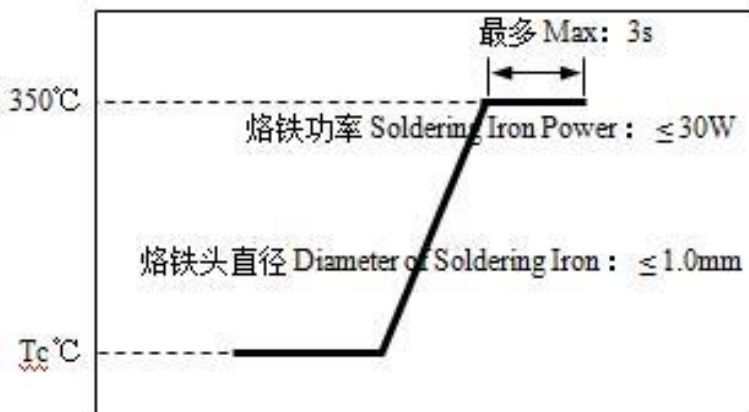 最多 Max：3s
350℃
烙铁功率 Soldering Iron Power：≤30W
烙铁头直径 Diameter of Soldering Iron：≤1.0mm
Tc℃